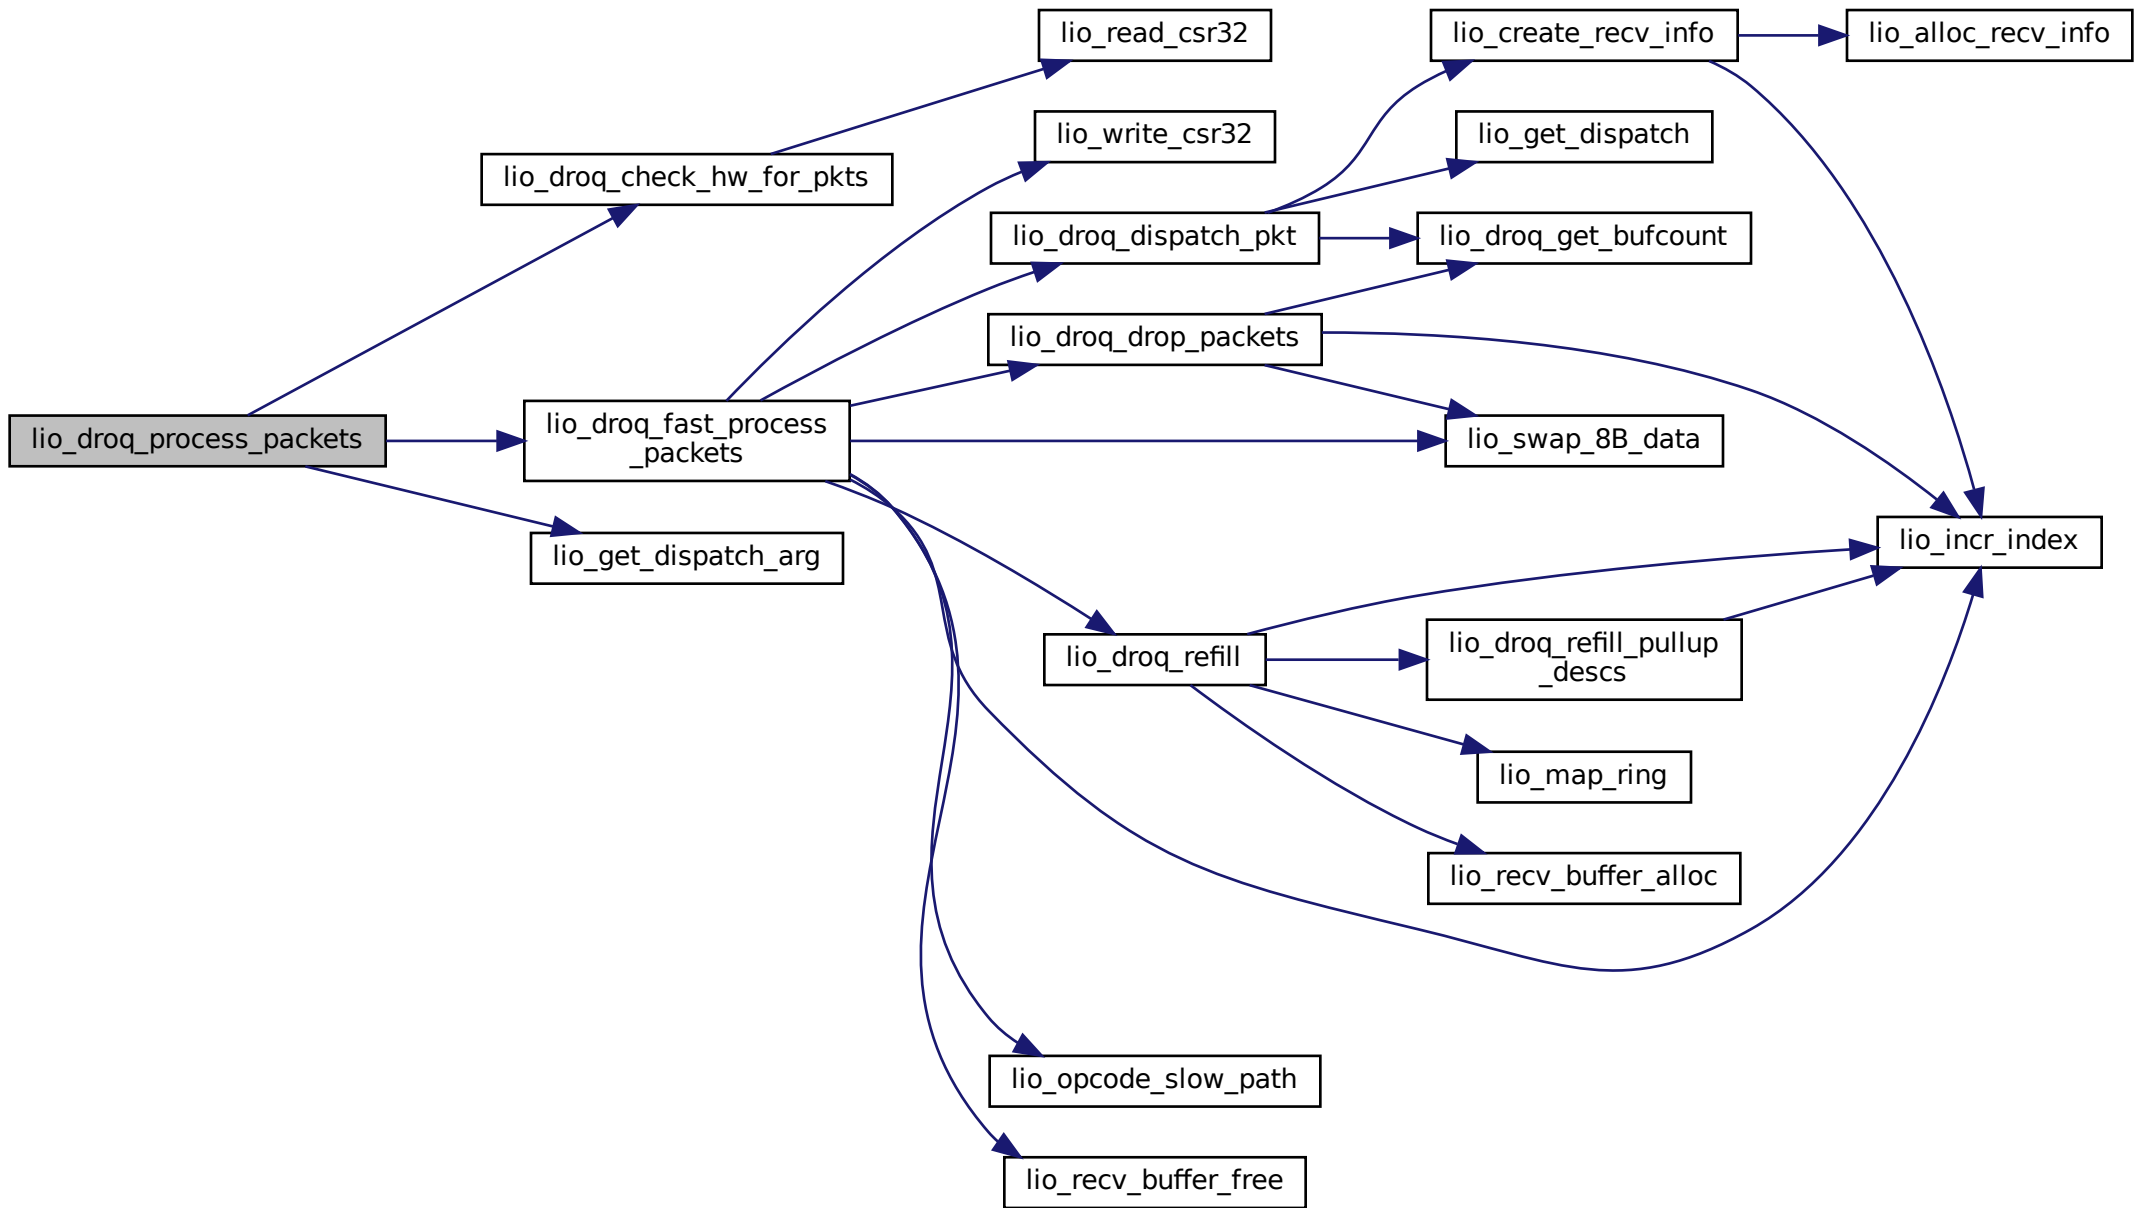 lio_read_csr32
lio_create_recv_info
lio_alloc_recv_info
lio_write_csr32
lio_get_dispatch
lio_droq_check_hw_for_pkts
lio_droq_dispatch_pkt
lio_droq_get_bufcount
lio_droq_drop_packets
lio_droq_process_packets
lio_droq_fast_process
_packets
lio_swap_8B_data
lio_get_dispatch_arg
lio_incr_index
lio_droq_refill
lio_droq_refill_pullup
_descs
lio_map_ring
lio_recv_buffer_alloc
lio_opcode_slow_path
lio_recv_buffer_free